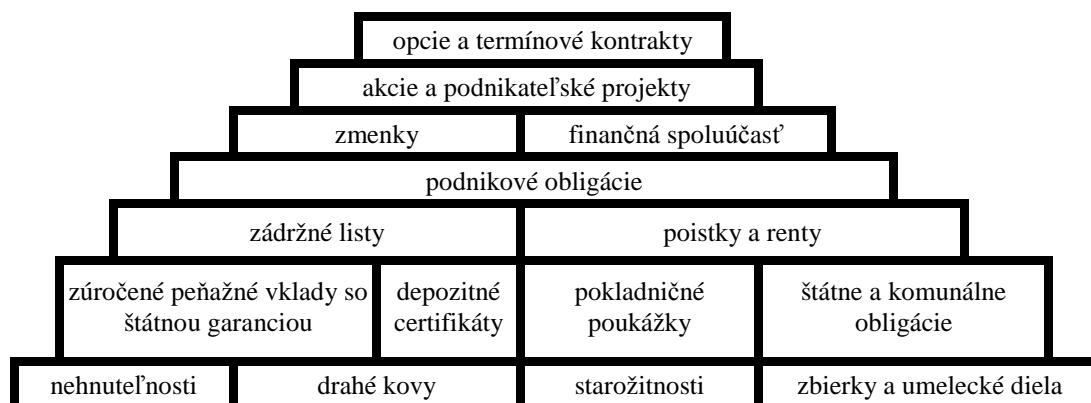 opcie a termínové kontrakty
akcie a podnikateľské projekty
zmenky
finančná spoluúčasť
podnikové obligácie
zádržné listy
poistky a renty
zúročené peňažné vklady so
štátnou garanciou
depozitné
certifikáty
pokladničné
poukážky
štátne a komunálne
obligácie
nehnuteľnosti
drahé kovy
starožitnosti
zbierky a umelecké diela